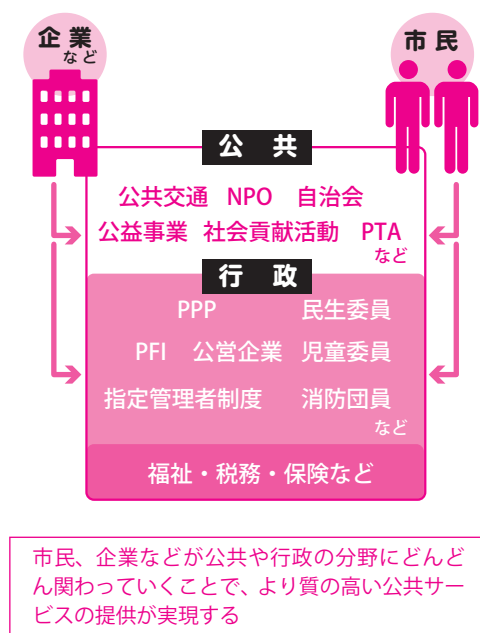 企業
など
市民
公共
公共交通 NPO 自治会
公益事業 社会貢献活動 PTA
など
行政
PPP 民生委員
PFI 公営企業 児童委員
指定管理者制度 消防団員
など
福祉・税務・保険など
市民、企業などが公共や行政の分野にどんど
ん関わっていくことで、より質の高い公共サー
ビスの提供が実現する